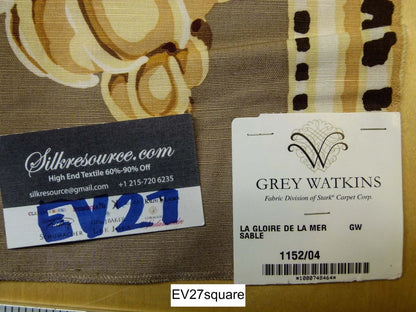 Silkresource.com
High End Textile 60%-90% Off
silkresource@gmail.com +1 215-720 6235
EV27
GREY WATKINS
Fabric Division of Stark® Carpet Corp.
LA GLOIRE DE LA MER GW
SABLE
1152/04
*1000748464*
EV27square